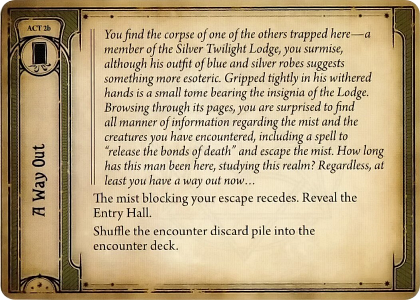 ACT 2b
A Way Out
You find the corpse of one of the others trapped here—a
member of the Silver Twilight Lodge, you surmise,
although his outfit of blue and silver robes suggests
something more esoteric. Gripped tightly in his withered
hands is a small tome bearing the insignia of the Lodge.
Browsing through its pages, you are surprised to find
all manner of information regarding the mist and the
creatures you have encountered, including a spell to
“release the bonds of death” and escape the mist. How long
has this man been here, studying this realm? Regardless, at
least you have a way out now…
The mist blocking your escape recedes. Reveal the
Entry Hall.
Shuffle the encounter discard pile into the
encounter deck.